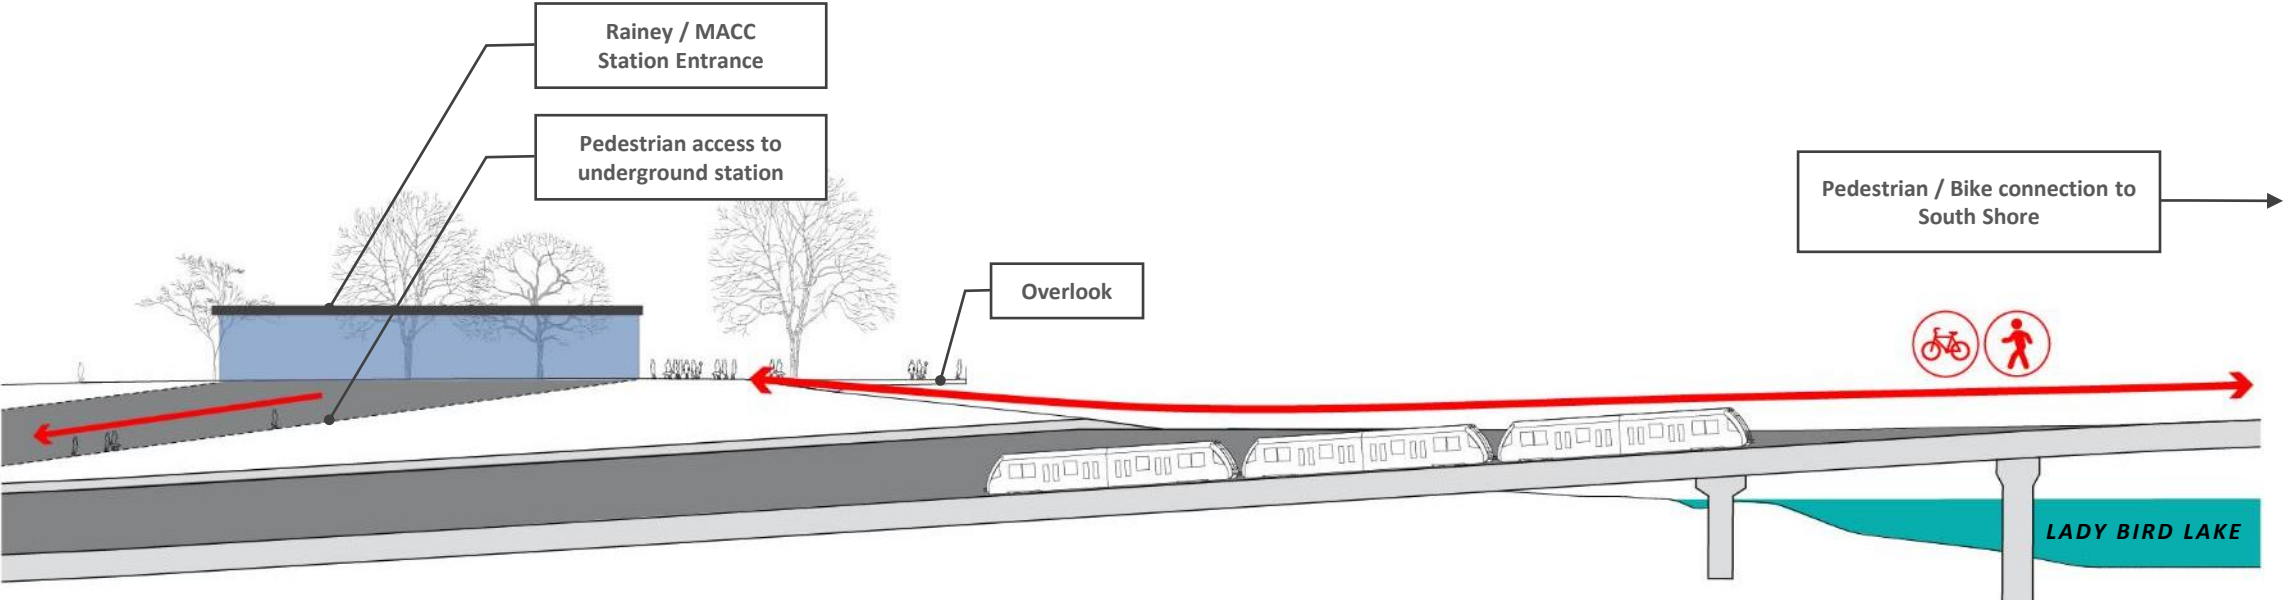 Rainey / MACC
Station Entrance
Pedestrian access to
underground station
Pedestrian / Bike connection to
South Shore
Overlook
LADY BIRD LAKE